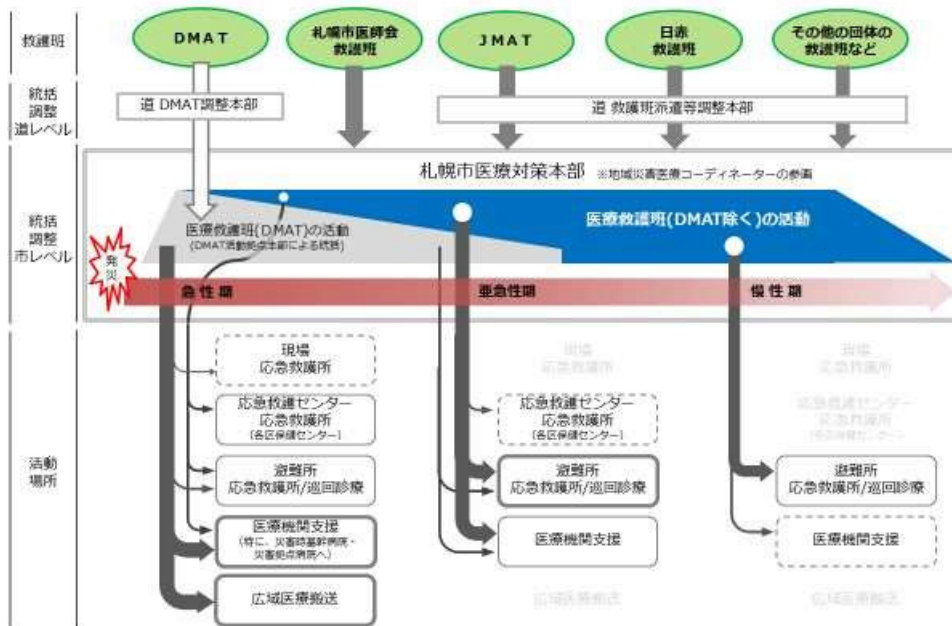 救護班
DMAT
札幌市医師会
救護班
JMAT
日赤
救護班
その他の団体の
救護班など
統括
調整
道レベル
道 DMAT調整本部
道 救護班派遣等調整本部
統括
調整
市レベル
札幌市医療対策本部 ※地域災害医療コーディネーターの参画
医療救護班(DMAT)の活動
(DMAT活動拠点本部による統括)
医療救護班(DMAT除く)の活動
発災
急性期
亜急性期
慢性期
活動
場所
現場
応急救護所
応急救護センター
応急救護所
(各区保健センター)
避難所
応急救護所/巡回診療
医療機関支援
(特に、災害時基幹病院・
災害拠点病院へ)
広域医療搬送
現場
応急救護所
応急救護センター
応急救護所
(各区保健センター)
避難所
応急救護所/巡回診療
医療機関支援
広域医療搬送
現場
応急救護所
応急救護センター
応急救護所
(各区保健センター)
避難所
応急救護所/巡回診療
医療機関支援
広域医療搬送